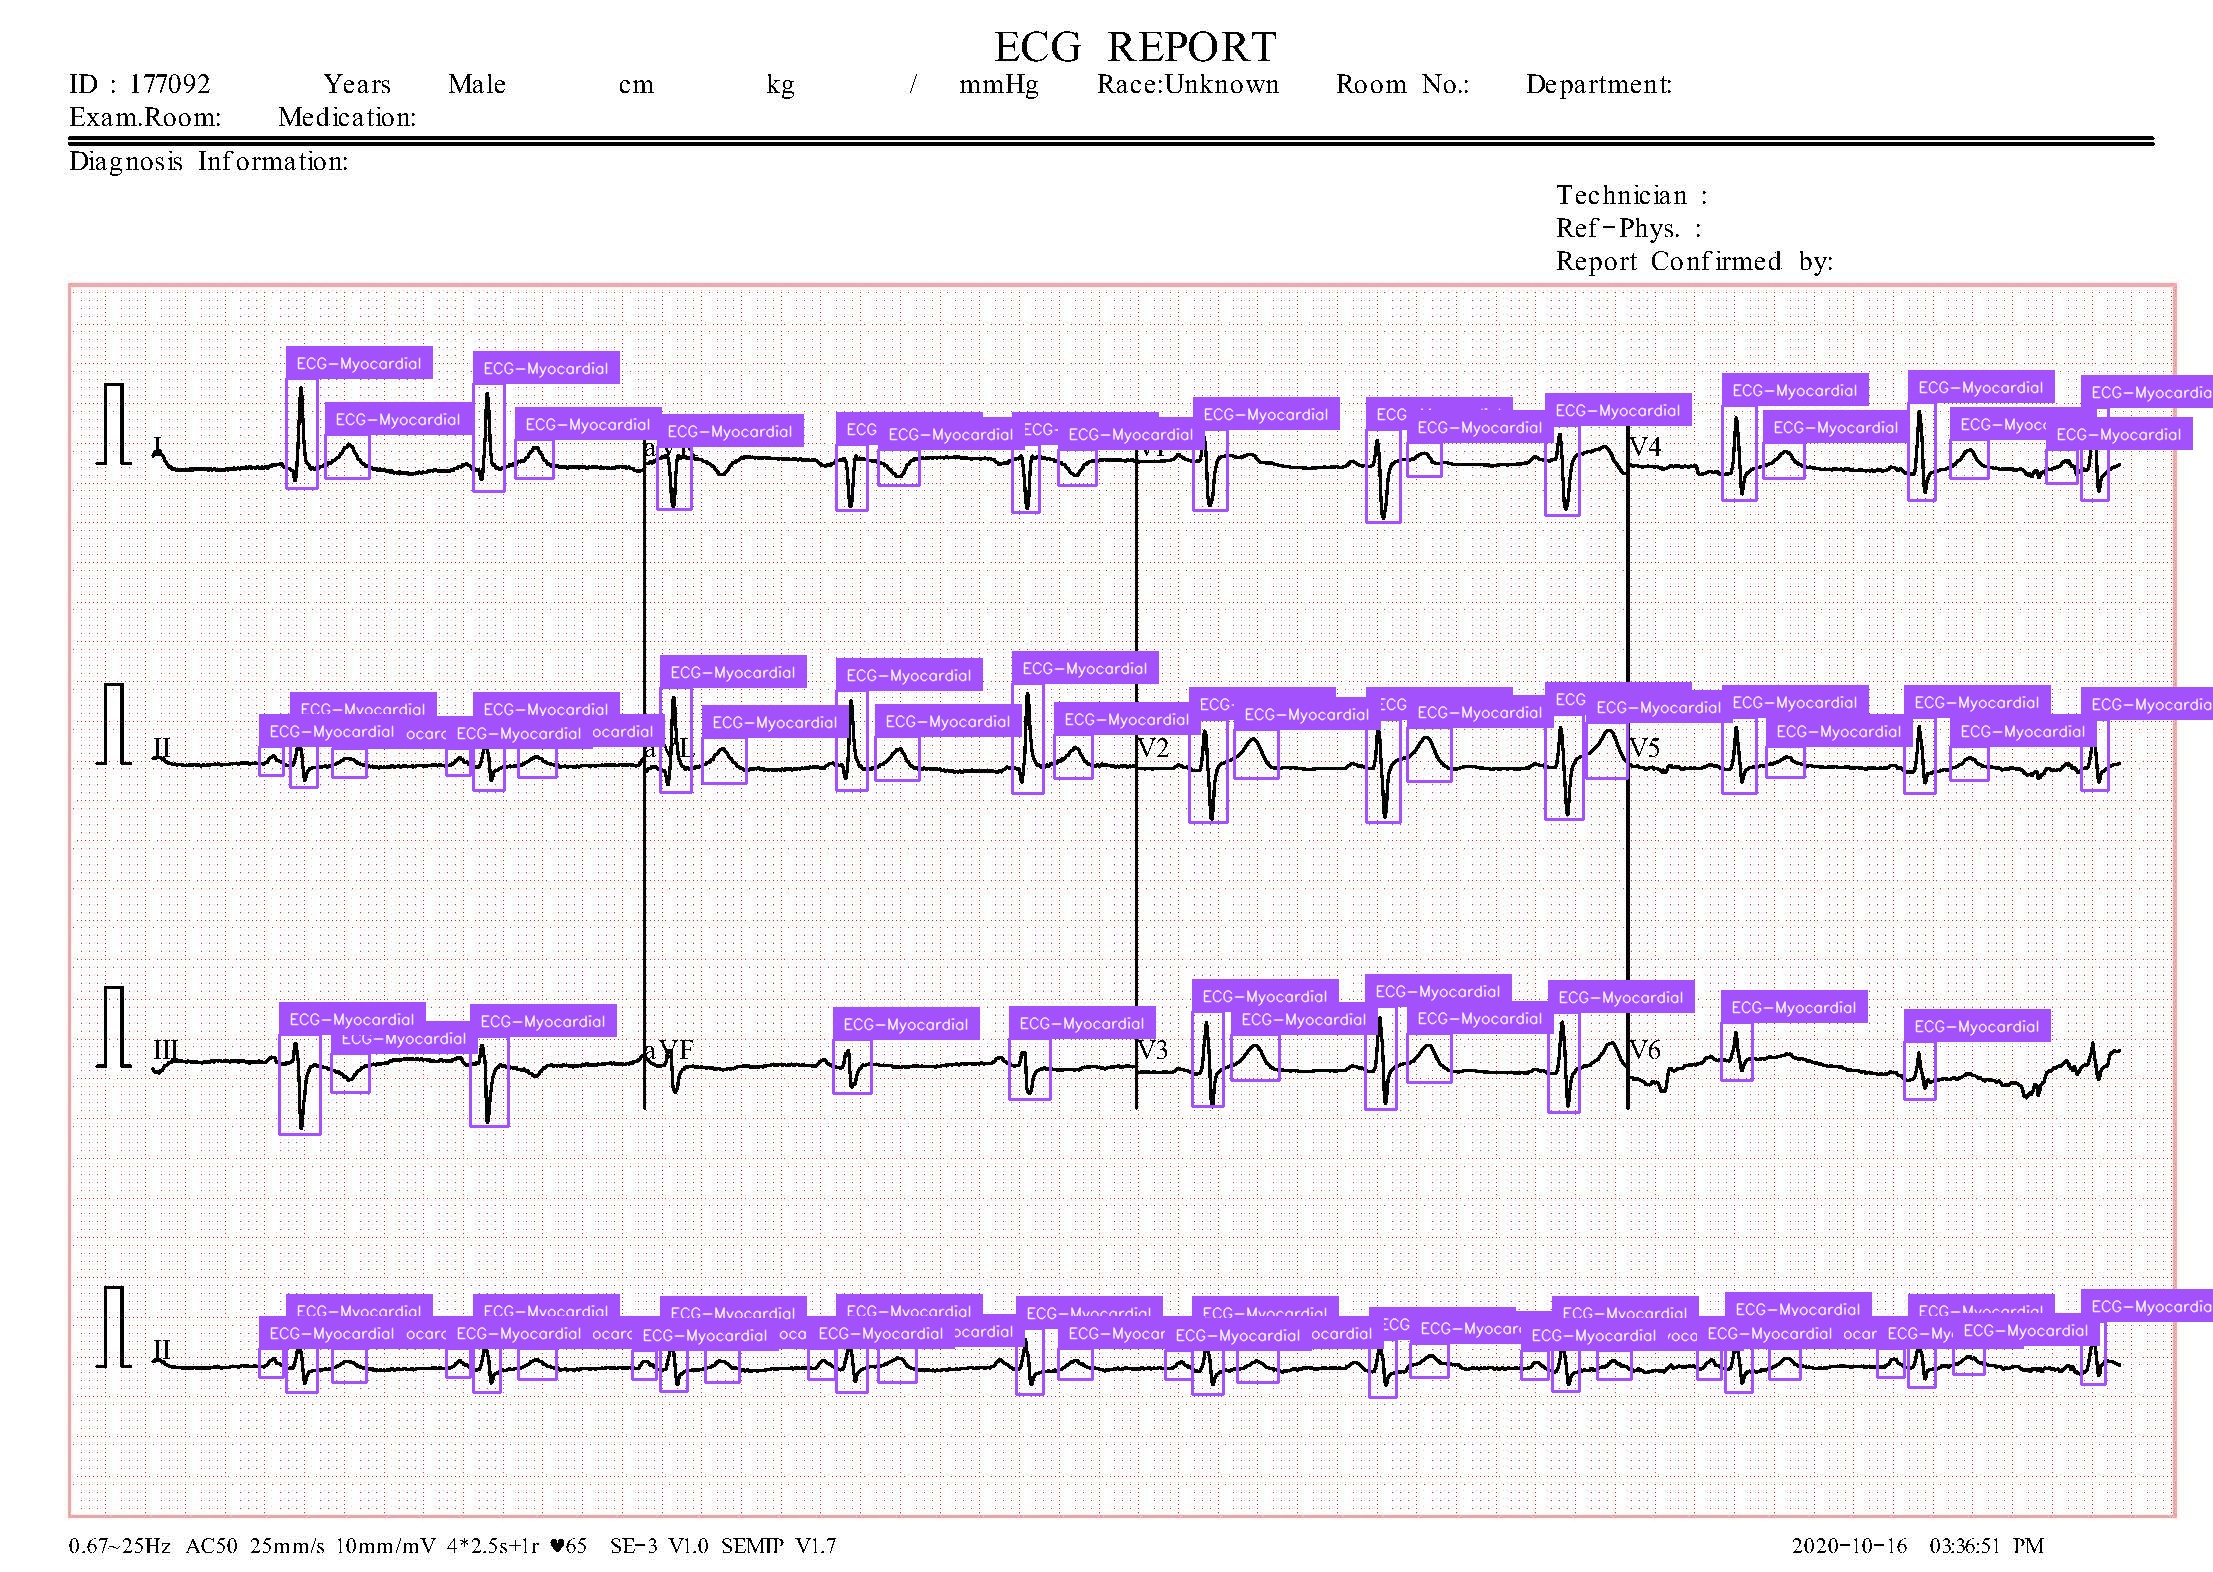 ECG REPORT
ID : 177092 Years Male cm kg / mmHg Race:Unknown Room No.: Department:
Exam.Room: Medication:
Diagnosis Information:
Technician :
Ref-Phys. :
Report Confirmed by:
ECG-Myocardial ECG-Myocardial ECG-Myocardial ECG-Myocardial ECG-Myocardial
ECG-Myocardial ECG-Myocardial ECG-Myocardial ECG- ECG-Myocardial ECG- ECG-Myocardial ECG-Myocardial ECG ECG-Myocardial ECG-Myocardial ECG-Myocardial ECG-Myoc ECG-Myocardial
I V4
ECG-Myocardial ECG-Myocardial ECG-Myocardial
ECG-Myocardial ECG-Myocardial ECG- ECG ECG ECG-Myocardial ECG-Myocardial ECG-Myocardia
ECG-Myocardial ocard ECG-Myocardial cardial ECG-Myocardial ECG-Myocardial ECG-Myocardial ECG-Myocardial ECG-Myocardial ECG-Myocardial ECG-Myocardial ECG-Myocardial
II aVL V2 V5
ECG-Myocardial ECG-Myocardial ECG-Myocardial ECG-Myocardial
ECG-Myocardial ECG-Myocardial ECG-Myocardial ECG-Myocardial ECG-Myocardial ECG-Myocardial ECG-Myocardial
ECG-Myocardial
III aVF V3 V6
ECG-Myocardial ECG-Myocardial ECG-Myocardial ECG-Myocardial ECG-Myocardial ECG-Myocardial ECG ECG-Myocardial ECG-Myocardial ECG-Myocardial ECG-Myocardia
ECG-Myocardial ocard ECG-Myocardial ocard ECG-Myocardial oca ECG-Myocardial ocardial ECG-Myocar ECG-Myocardial ocardial ECG-Myocar ECG-Myocardial yoca ECG-Myocardial ocar ECG-My ECG-Myocardial
II
0.67~25Hz AC50 25mm/s 10mm/mV 4*2.5s+1r ♥65 SE-3 V1.0 SEMIP V1.7 2020-10-16 03:36:51 PM